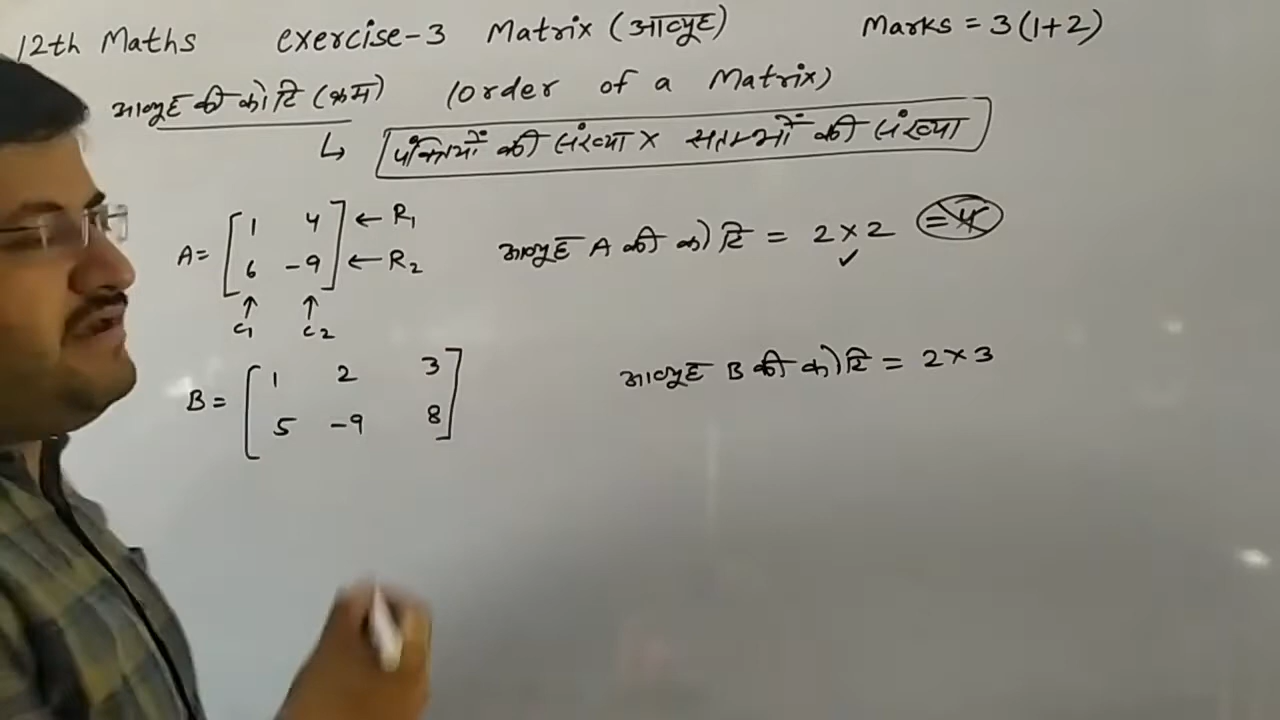 12th Maths exercise-3 Matrix (आव्यूह) Marks = 3 (1+2)
आव्यूह की कोटि (क्रम) (order of a Matrix)
↳ पंक्तियों की संख्या × स्तम्भों की संख्या
A = [ 1 4 ] ← R₁
[ 6 -9 ] ← R₂
↑ ↑
C₁ C₂
आव्यूह A की कोटि = 2 × 2 = 4
✓
B = [ 1 2 3 ]
[ 5 -9 8 ]
आव्यूह B की कोटि = 2 × 3